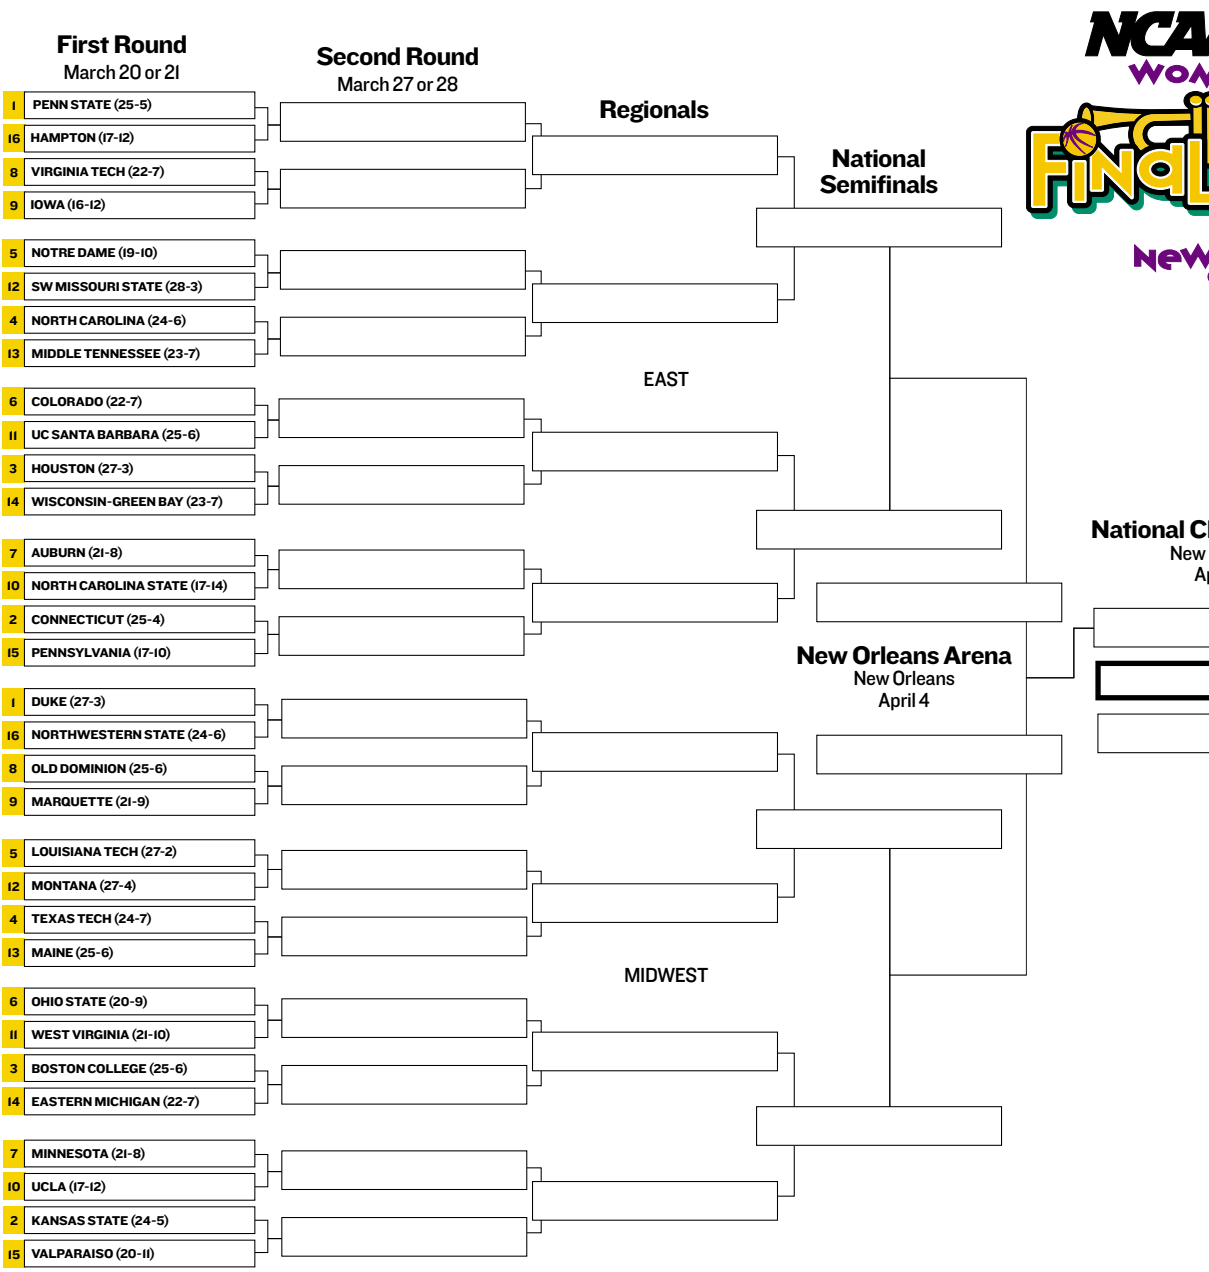 First Round
March 20 or 21
Second Round
March 27 or 28
Regionals
National
Semifinals
NCA
WOM
FINAL
NEW
1 PENN STATE (25-5)
16 HAMPTON (17-12)
8 VIRGINIA TECH (22-7)
9 IOWA (16-12)
5 NOTRE DAME (19-10)
12 SW MISSOURI STATE (28-3)
4 NORTH CAROLINA (24-6)
13 MIDDLE TENNESSEE (23-7)
EAST
6 COLORADO (22-7)
11 UC SANTA BARBARA (25-6)
3 HOUSTON (27-3)
14 WISCONSIN-GREEN BAY (23-7)
7 AUBURN (21-8)
10 NORTH CAROLINA STATE (17-14)
2 CONNECTICUT (25-4)
15 PENNSYLVANIA (17-10)
National C
New
Ap
New Orleans Arena
New Orleans
April 4
1 DUKE (27-3)
16 NORTHWESTERN STATE (24-6)
8 OLD DOMINION (25-6)
9 MARQUETTE (21-9)
5 LOUISIANA TECH (27-2)
12 MONTANA (27-4)
4 TEXAS TECH (24-7)
13 MAINE (25-6)
MIDWEST
6 OHIO STATE (20-9)
11 WEST VIRGINIA (21-10)
3 BOSTON COLLEGE (25-6)
14 EASTERN MICHIGAN (22-7)
7 MINNESOTA (21-8)
10 UCLA (17-12)
2 KANSAS STATE (24-5)
15 VALPARAISO (20-11)